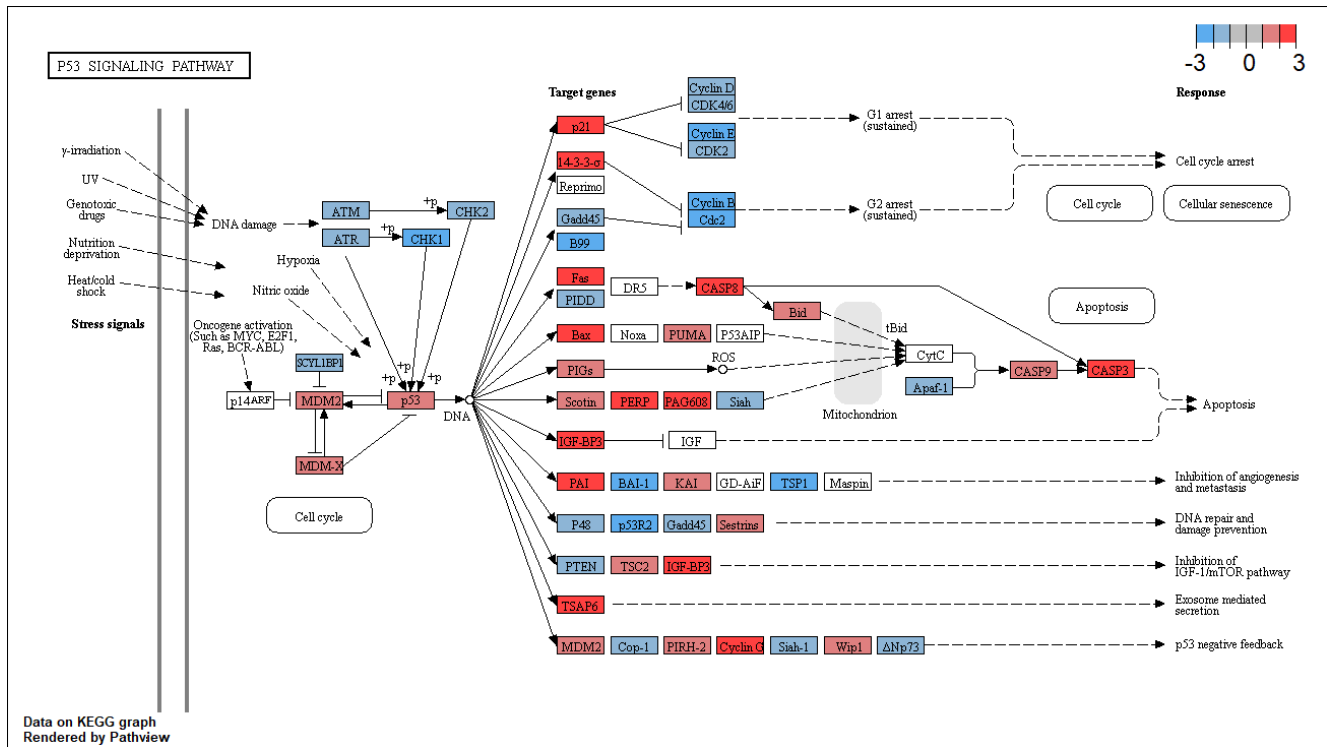 P53 SIGNALING PATHWAY
-3 0 3
Target genes
Response
Cyclin D
CDK4/6
p21
Cyclin E
CDK2
G1 arrest
(sustained)
γ-irradiation
UV
Genotoxic
drugs
Nutrition
deprivation
Heat/cold
shock
Stress signals
DNA damage
ATM
+p
CHK2
ATR
+p
CHK1
Hypoxia
Nitric oxide
14-3-3-σ
Reprimo
Gadd45
B99
Cyclin B
Cdc2
G2 arrest
(sustained)
Cell cycle arrest
Cell cycle
Cellular senescence
Fas
PIDD
DR5
CASP8
Bid
tBid
Apoptosis
Bax
Noxa
PUMA
P53AIP
CytC
PIGs
ROS
Apaf-1
CASP9
CASP3
Oncogene activation
(Such as MYC, E2F1,
Ras, BCR-ABL)
SCYL1BP1
+p
+p
+p
p14ARF
MDM2
p53
DNA
MDM-X
Cell cycle
Scotin
PERP
PAG608
Siah
Mitochondrion
Apoptosis
IGF-BP3
IGF
PAI
BAI-1
KAI
GD-AiF
TSP1
Maspin
Inhibition of angiogenesis
and metastasis
P48
p53R2
Gadd45
Sestrins
DNA repair and
damage prevention
PTEN
TSC2
IGF-BP3
Inhibition of
IGF-1/mTOR pathway
TSAP6
Exosome mediated
secretion
MDM2
Cop-1
PIRH-2
Cyclin G
Siah-1
Wip1
ΔNp73
p53 negative feedback
Data on KEGG graph
Rendered by Pathview